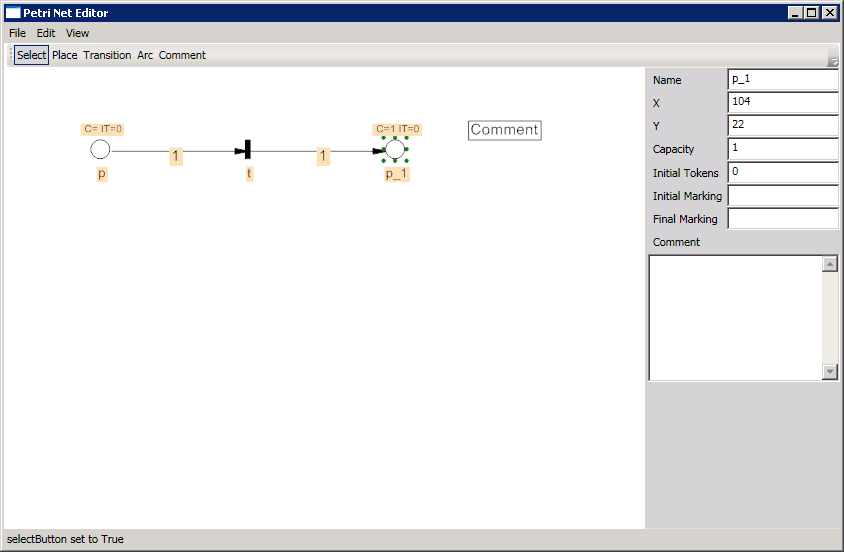 Petri Net Editor
File Edit View
Select Place Transition Arc Comment
C= IT=0
C=1 IT=0
Comment
1
1
p
t
p_1
Name p_1
X 104
Y 22
Capacity 1
Initial Tokens 0
Initial Marking
Final Marking
Comment
selectButton set to True